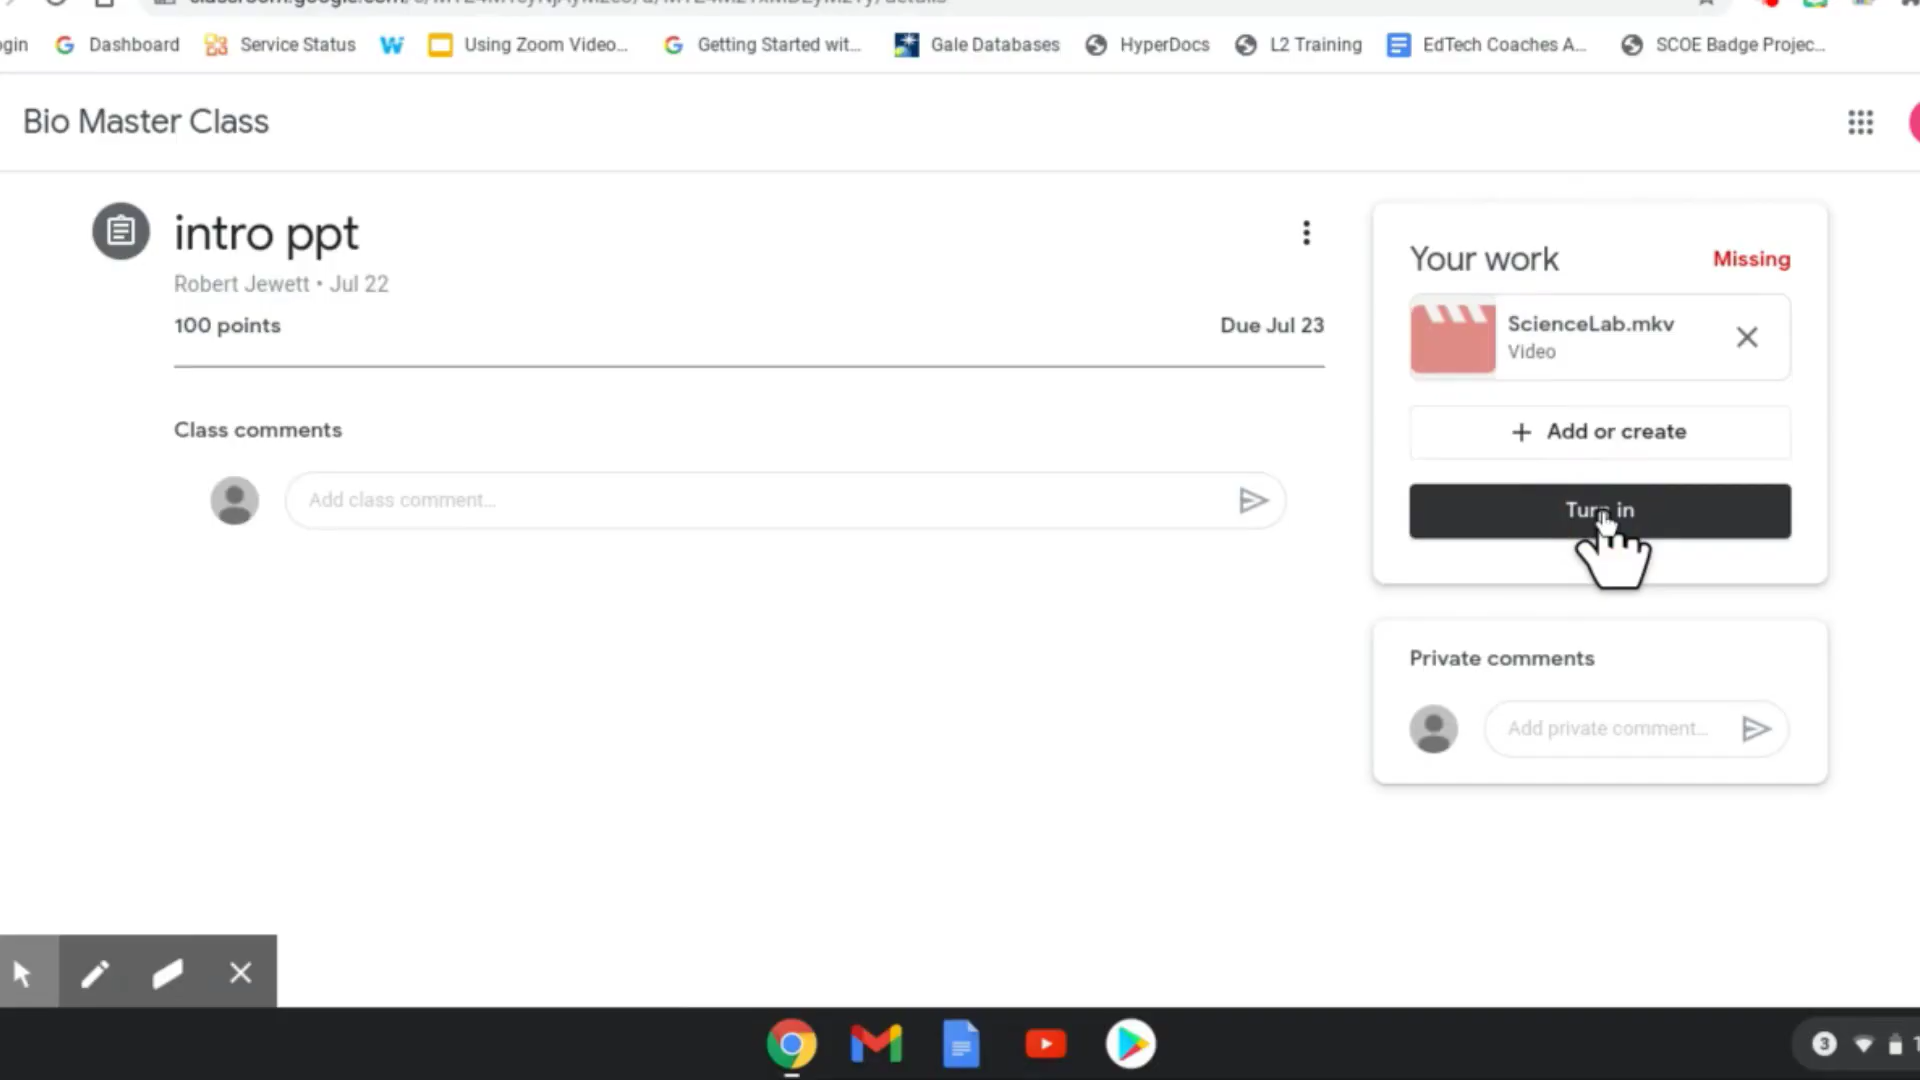 gin Dashboard Service Status Using Zoom Video... Getting Started wit... Gale Databases HyperDocs L2 Training EdTech Coaches A... SCOE Badge Projec...
Bio Master Class
intro ppt
Robert Jewett • Jul 22
100 points
Due Jul 23
Class comments
Add class comment...
Your work
Missing
ScienceLab.mkv
Video
+ Add or create
Turn in
Private comments
Add private comment...
3